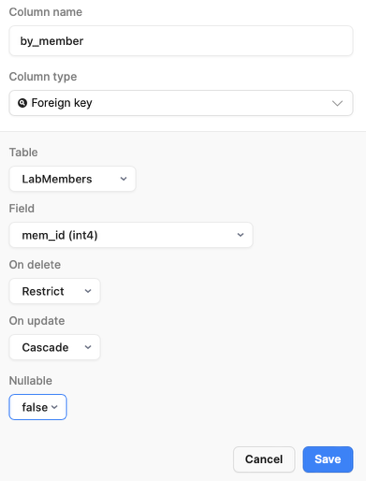 Column name
by_member
Column type
Foreign key
Table
LabMembers
Field
mem_id (int4)
On delete
Restrict
On update
Cascade
Nullable
false
Cancel Save